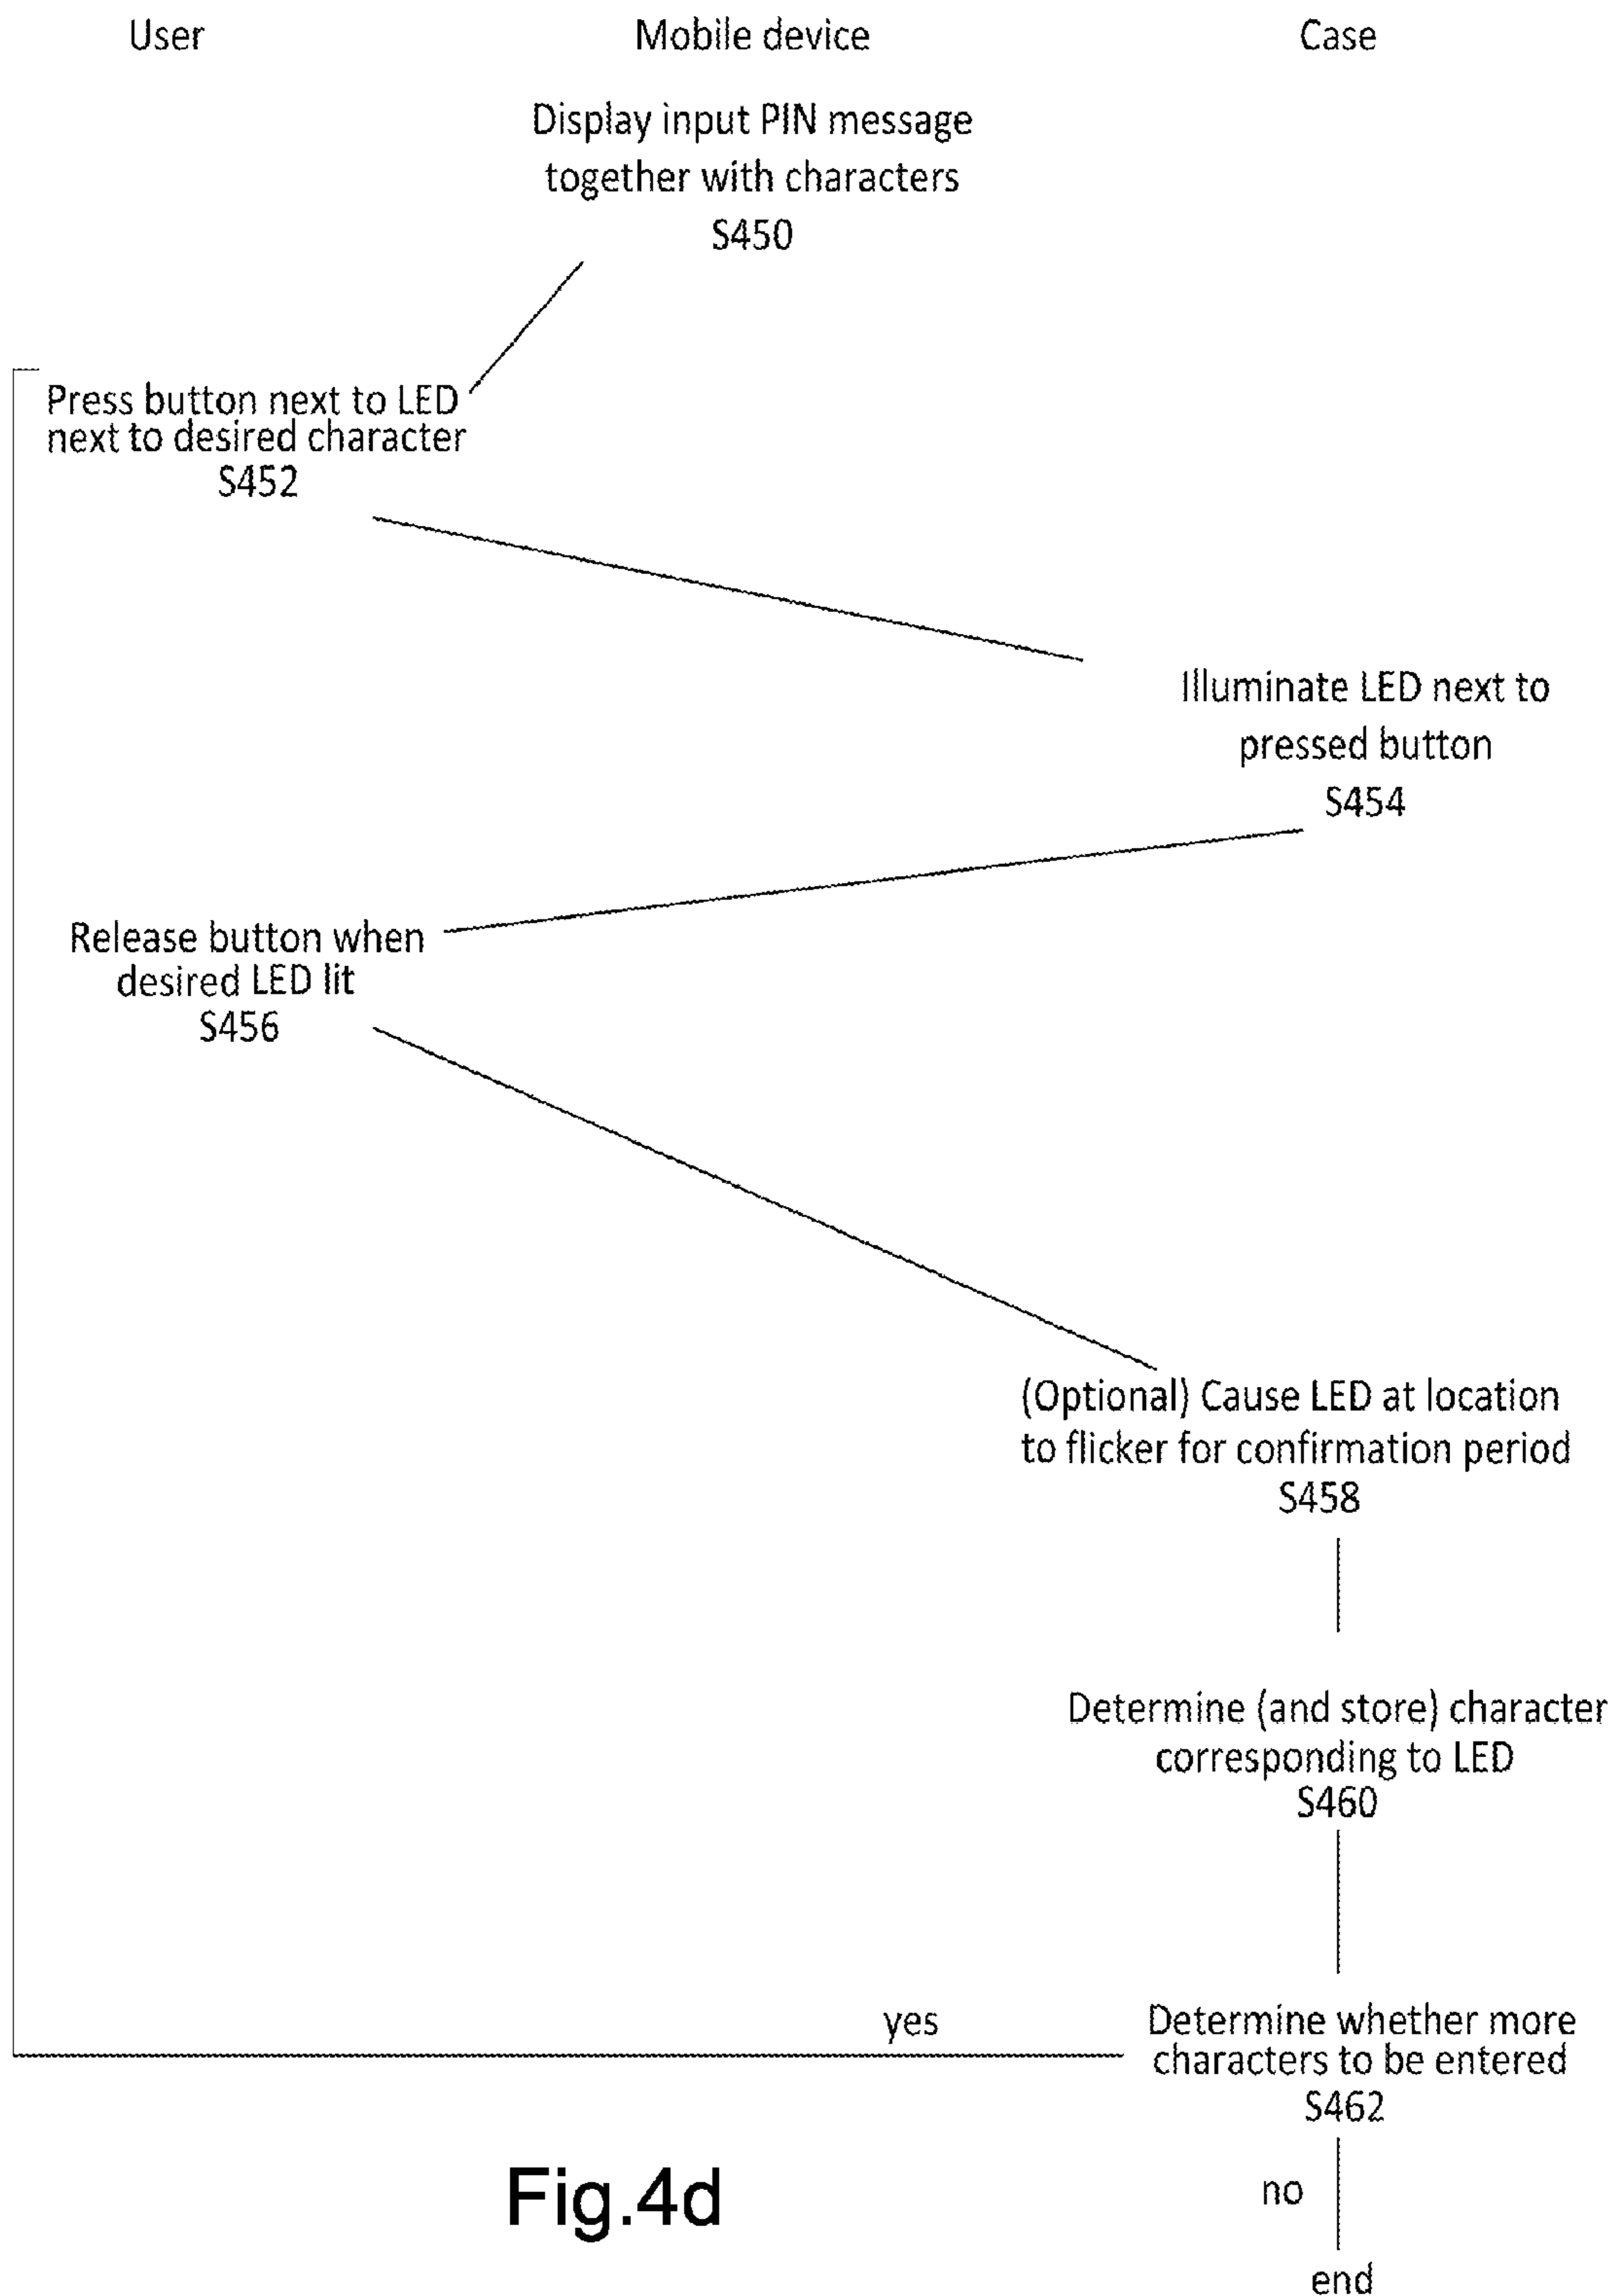 User Mobile device Case
Display input PIN message
together with characters
S450
Press button next to LED
next to desired character
S452
Illuminate LED next to
pressed button
S454
Release button when
desired LED lit
S456
(Optional) Cause LED at location
to flicker for confirmation period
S458
Determine (and store) character
corresponding to LED
S460
yes
Determine whether more
characters to be entered
S462
no
end
Fig.4d